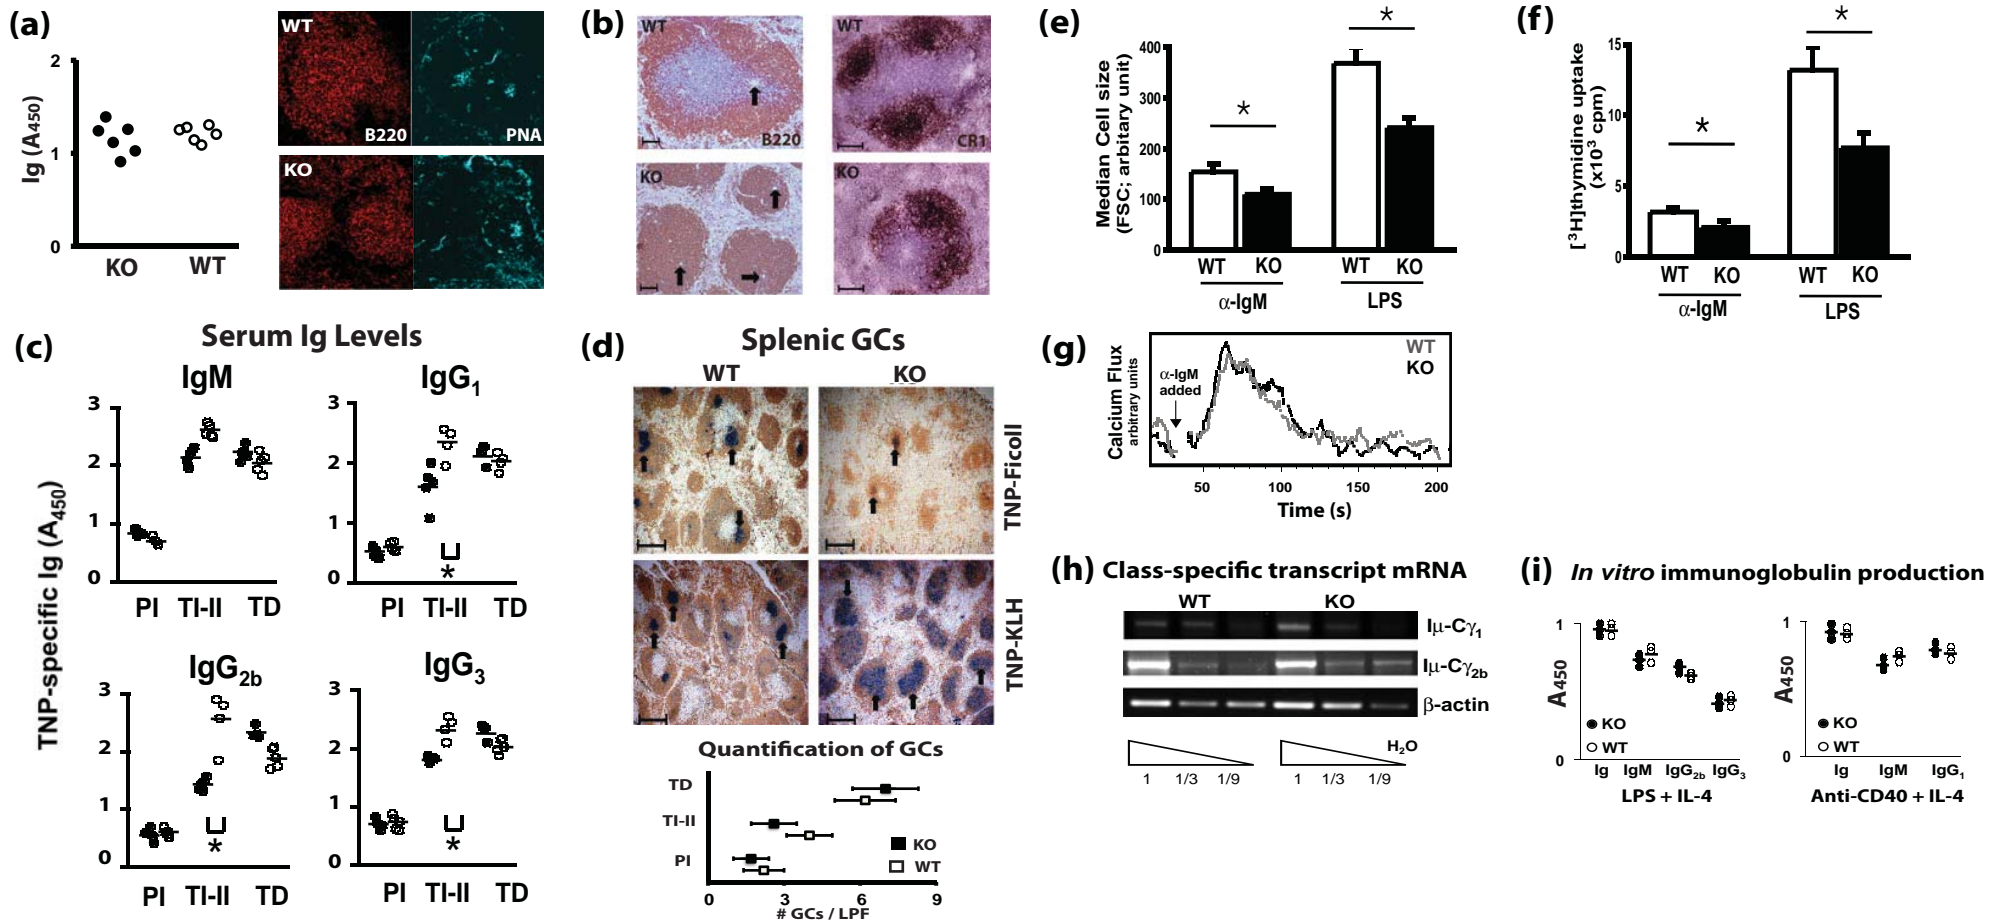 (a)
2
1
0
Ig (A450)
KO WT
WT
B220
PNA
KO
(b)
WT
B220
WT
CR1
KO
KO
(c) Serum Ig Levels
TNP-specific Ig (A450)
IgM
3
2
1
0
PI TI-II TD
IgG1
3
2
1
0
*
PI TI-II TD
IgG2b
3
2
1
0
*
PI TI-II TD
IgG3
3
2
1
0
*
PI TI-II TD
(d) Splenic GCs
WT KO
TNP-Ficoll
TNP-KLH
Quantification of GCs
TD
TI-II
PI
KO
WT
0 3 6 9
# GCs / LPF
(e)
Median Cell size
(FSC; arbitary unit)
400
300
200
100
0
*
*
WT KO WT KO
α-IgM LPS
(f)
[3H]thymidine uptake
(x10³ cpm)
15
10
5
0
*
*
WT KO WT KO
α-IgM LPS
(g)
Calcium Flux
arbitrary units
α-IgM
added
WT
KO
50 100 150 200
Time (s)
(h) Class-specific transcript mRNA
WT KO
Iμ-Cγ1
Iμ-Cγ2b
β-actin
H2O
1 1/3 1/9 1 1/3 1/9
(i) In vitro immunoglobulin production
1
A450
KO
WT
0
Ig IgM IgG2b IgG3
LPS + IL-4
1
A450
KO
WT
0
Ig IgM IgG1
Anti-CD40 + IL-4